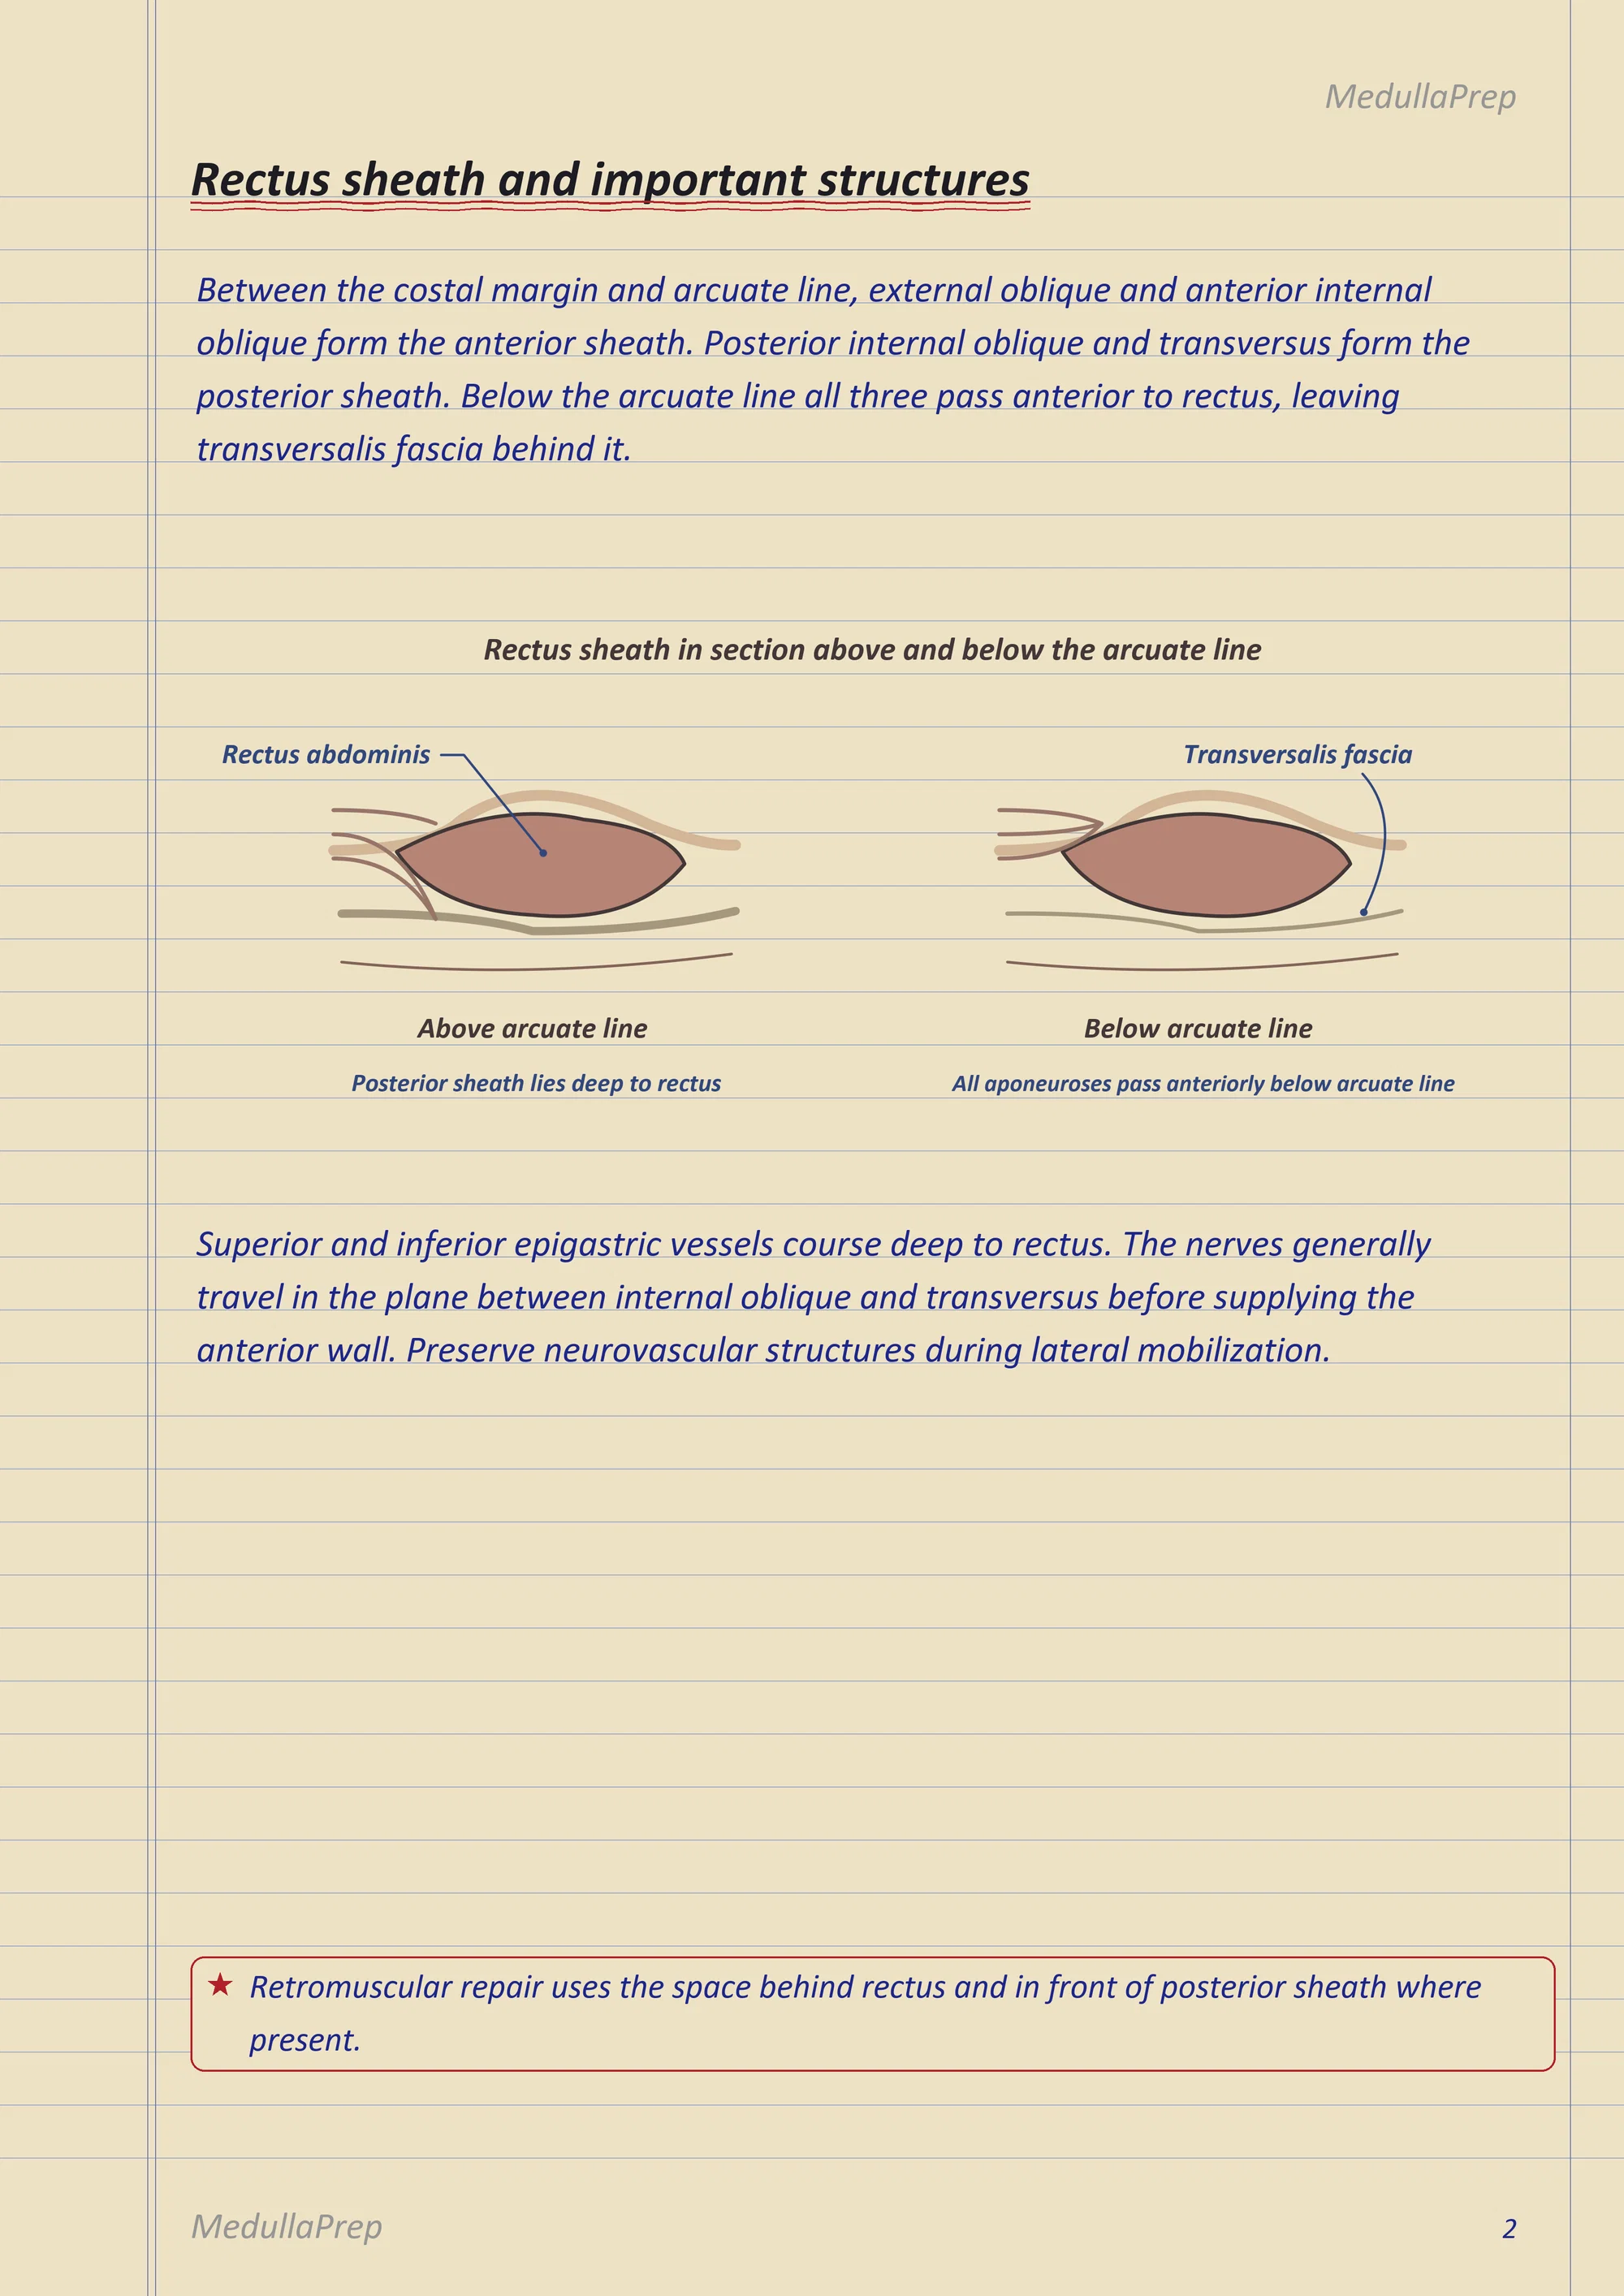 MedullaPrep
Rectus sheath and important structures
Between the costal margin and arcuate line, external oblique and anterior internal
oblique form the anterior sheath. Posterior internal oblique and transversus form the
posterior sheath. Below the arcuate line all three pass anterior to rectus, leaving
transversalis fascia behind it.
Rectus sheath in section above and below the arcuate line
Rectus abdominis
Transversalis fascia
Above arcuate line
Below arcuate line
Posterior sheath lies deep to rectus
All aponeuroses pass anteriorly below arcuate line
Superior and inferior epigastric vessels course deep to rectus. The nerves generally
travel in the plane between internal oblique and transversus before supplying the
anterior wall. Preserve neurovascular structures during lateral mobilization.
★ Retromuscular repair uses the space behind rectus and in front of posterior sheath where
present.
MedullaPrep
2